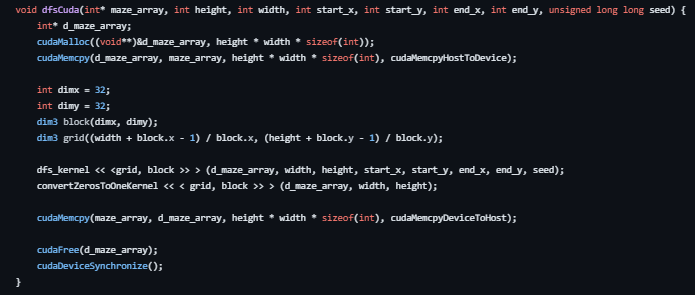 void dfsCuda(int* maze_array, int height, int width, int start_x, int start_y, int end_x, int end_y, unsigned long long seed) {
    int* d_maze_array;
    cudaMalloc((void**)&d_maze_array, height * width * sizeof(int));
    cudaMemcpy(d_maze_array, maze_array, height * width * sizeof(int), cudaMemcpyHostToDevice);

    int dimx = 32;
    int dimy = 32;
    dim3 block(dimx, dimy);
    dim3 grid((width + block.x - 1) / block.x, (height + block.y - 1) / block.y);

    dfs_kernel << <grid, block >> > (d_maze_array, width, height, start_x, start_y, end_x, end_y, seed);
    convertZerosToOneKernel << < grid, block >> > (d_maze_array, width, height);

    cudaMemcpy(maze_array, d_maze_array, height * width * sizeof(int), cudaMemcpyDeviceToHost);

    cudaFree(d_maze_array);
    cudaDeviceSynchronize();
}